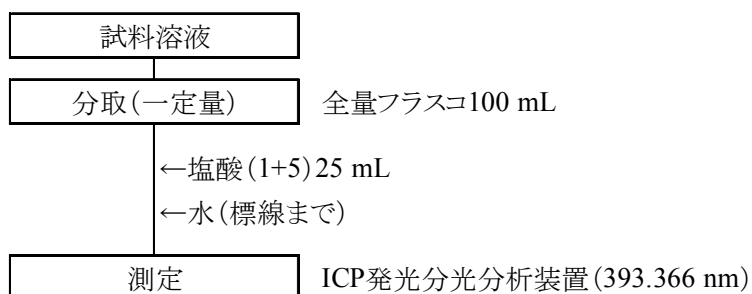 試料溶液
分取(一定量) 全量フラスコ100 mL
←塩酸(1+5)25 mL
←水(標線まで)
測定 ICP発光分光分析装置(393.366 nm)